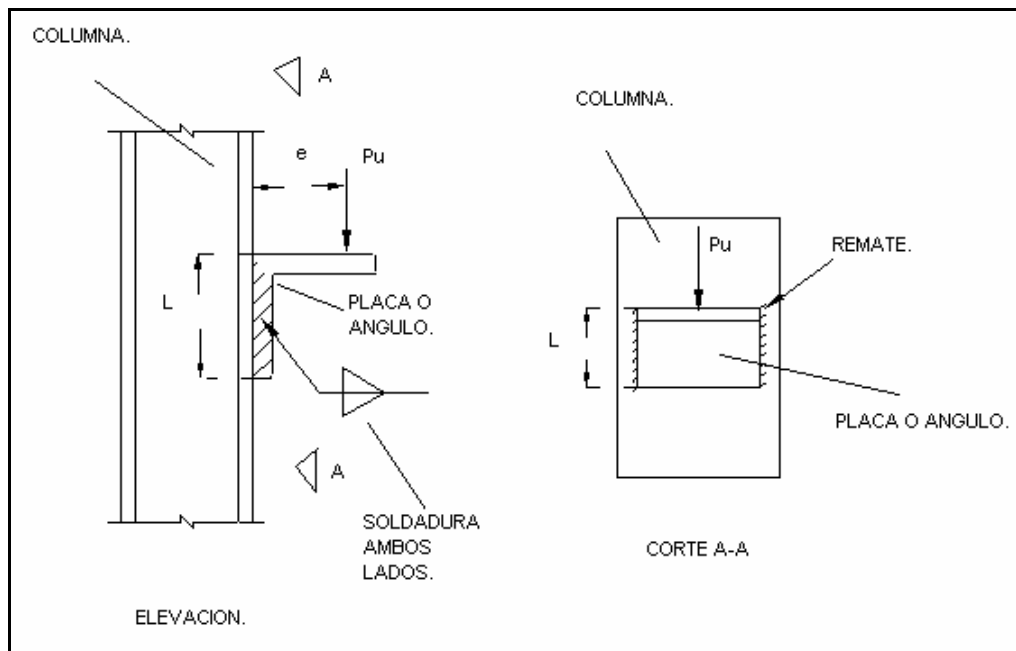 COLUMNA.
A
e
Pu
L
PLACA O
ANGULO.
A
SOLDADURA
AMBOS
LADOS.
ELEVACION.
COLUMNA.
Pu
REMATE.
L
PLACA O ANGULO.
CORTE A-A